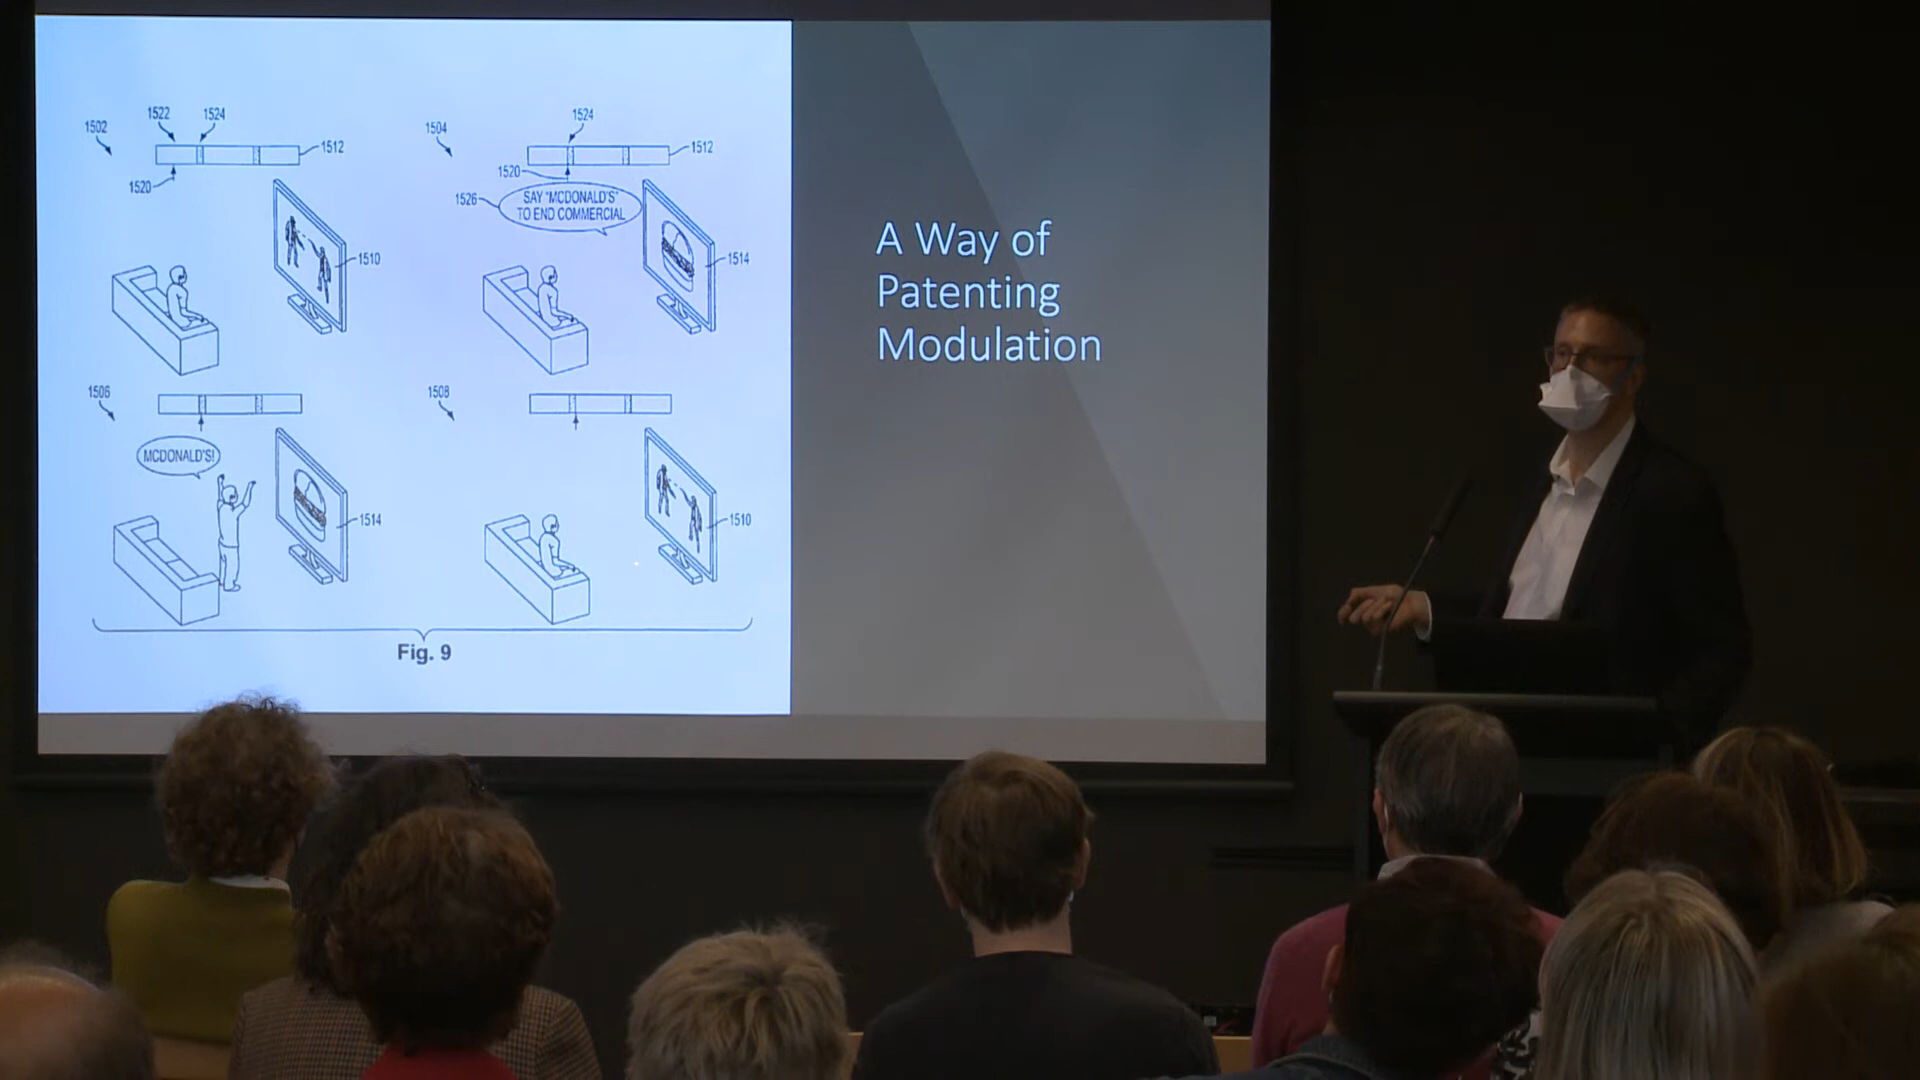 1522 1524
1502
1512
1520
1510
1524
1504
1512
1520
1526
SAY "MCDONALD'S"
TO END COMMERCIAL
1514
1506
MCDONALD'S!
1514
1508
1510
Fig. 9
A Way of
Patenting
Modulation